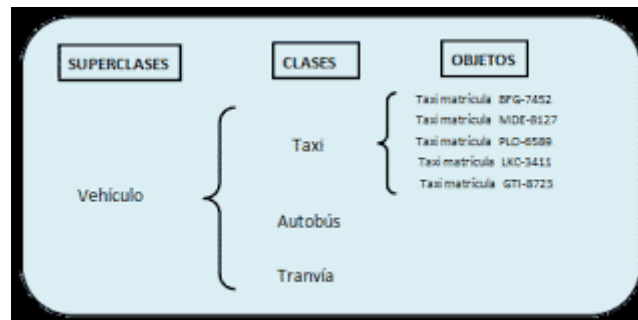 SUPERCLASES
CLASES
OBJETOS
Vehículo
Taxi
Autobús
Tranvía
Taxi matrícula BFG-7452
Taxi matrícula MDE-8127
Taxi matrícula PLO-6589
Taxi matrícula LKC-3411
Taxi matrícula GTI-8723